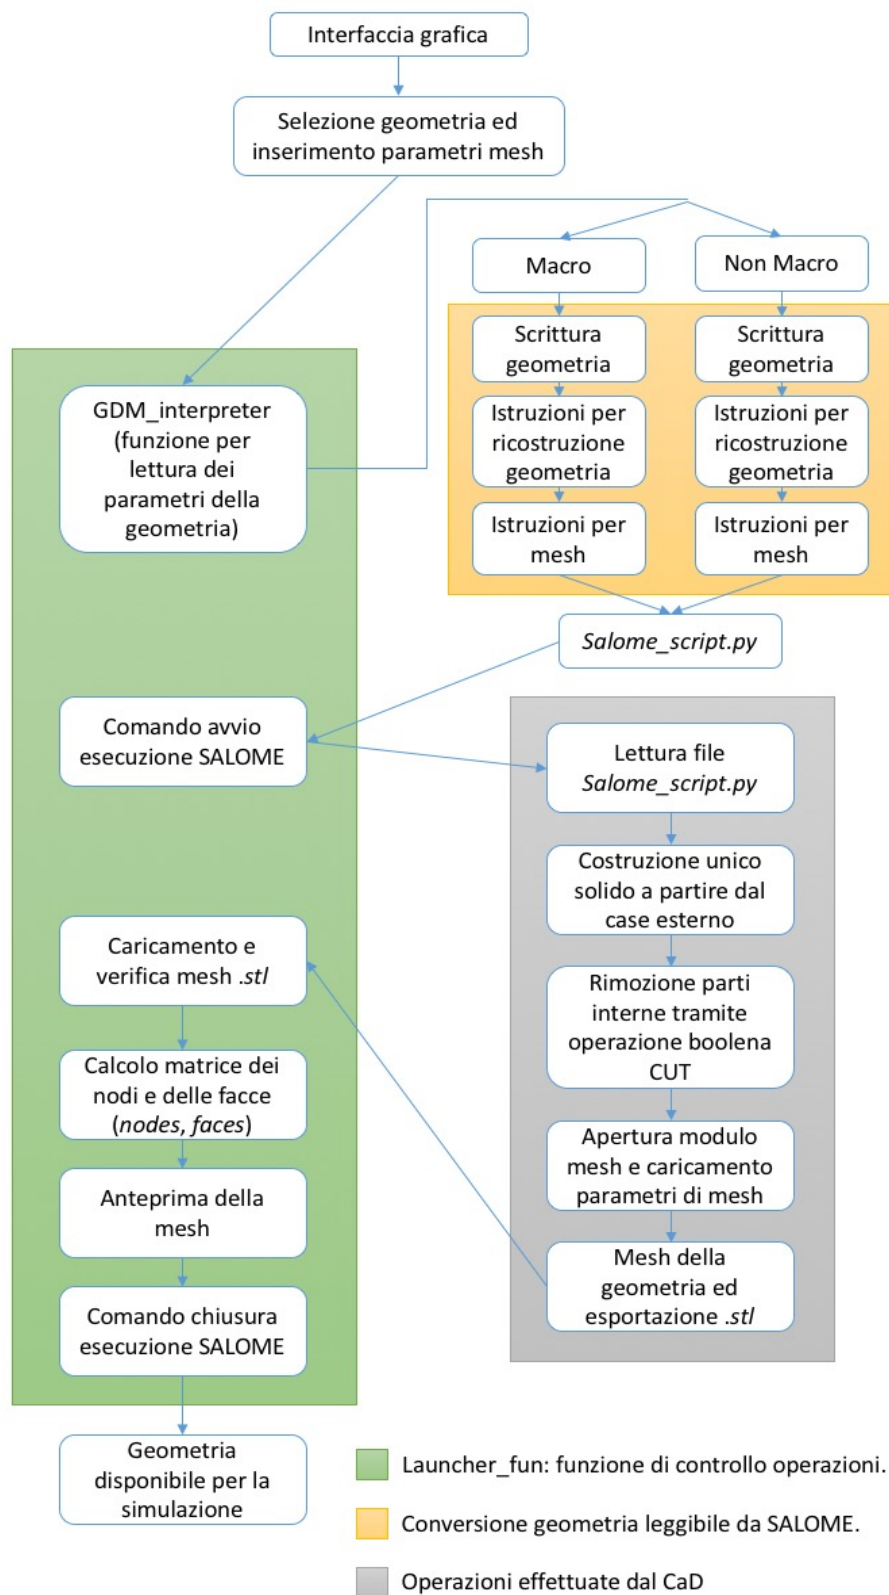 Interfaccia grafica
Selezione geometria ed
inserimento parametri mesh
Macro
Non Macro
Scrittura
geometria
Istruzioni per
ricostruzione
geometria
Istruzioni per
mesh
Scrittura
geometria
Istruzioni per
ricostruzione
geometria
Istruzioni per
mesh
GDM_interpreter
(funzione per
lettura dei
parametri della
geometria)
Salome_script.py
Comando avvio
esecuzione SALOME
Lettura file
Salome_script.py
Costruzione unico
solido a partire dal
case esterno
Rimozione parti
interne tramite
operazione boolena
CUT
Apertura modulo
mesh e caricamento
parametri di mesh
Mesh della
geometria ed
esportazione .stl
Caricamento e
verifica mesh .stl
Calcolo matrice dei
nodi e delle facce
(nodes, faces)
Anteprima della
mesh
Comando chiusura
esecuzione SALOME
Geometria
disponibile per la
simulazione
Launcher_fun: funzione di controllo operazioni.
Conversione geometria leggibile da SALOME.
Operazioni effettuate dal CaD